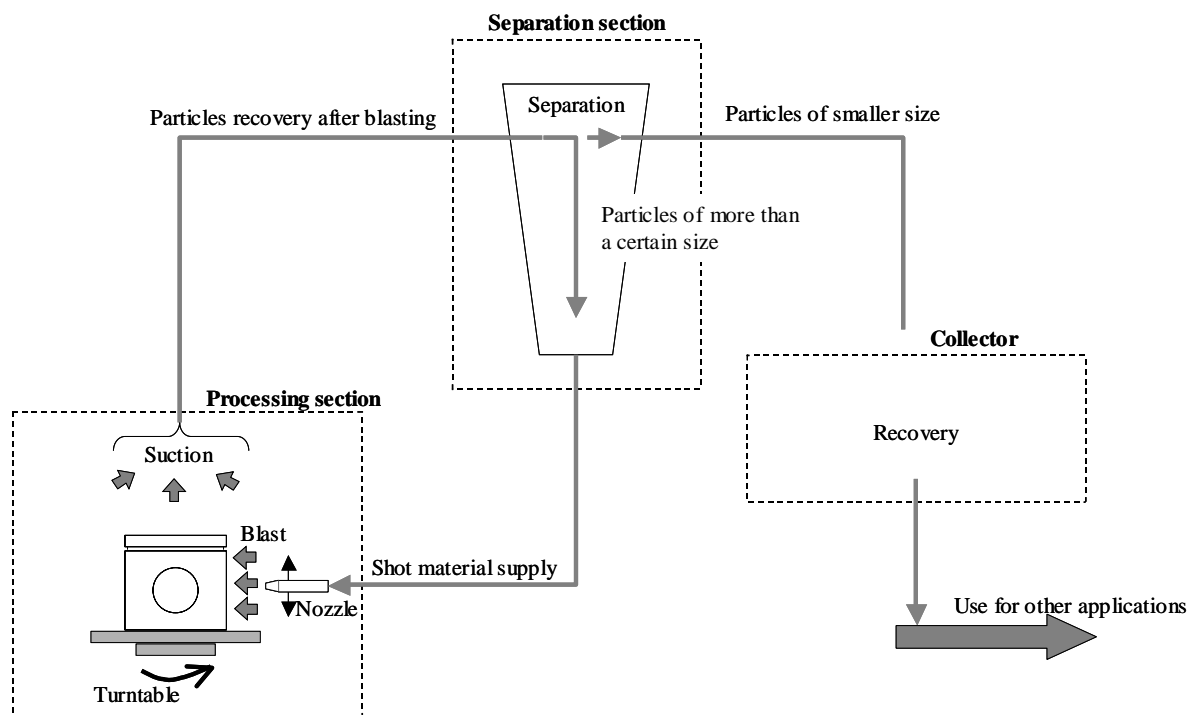 Separation section
Separation
Particles recovery after blasting
Particles of smaller size
Particles of more than
a certain size
Collector
Recovery
Processing section
Suction
Blast
Shot material supply
Nozzle
Use for other applications
Turntable